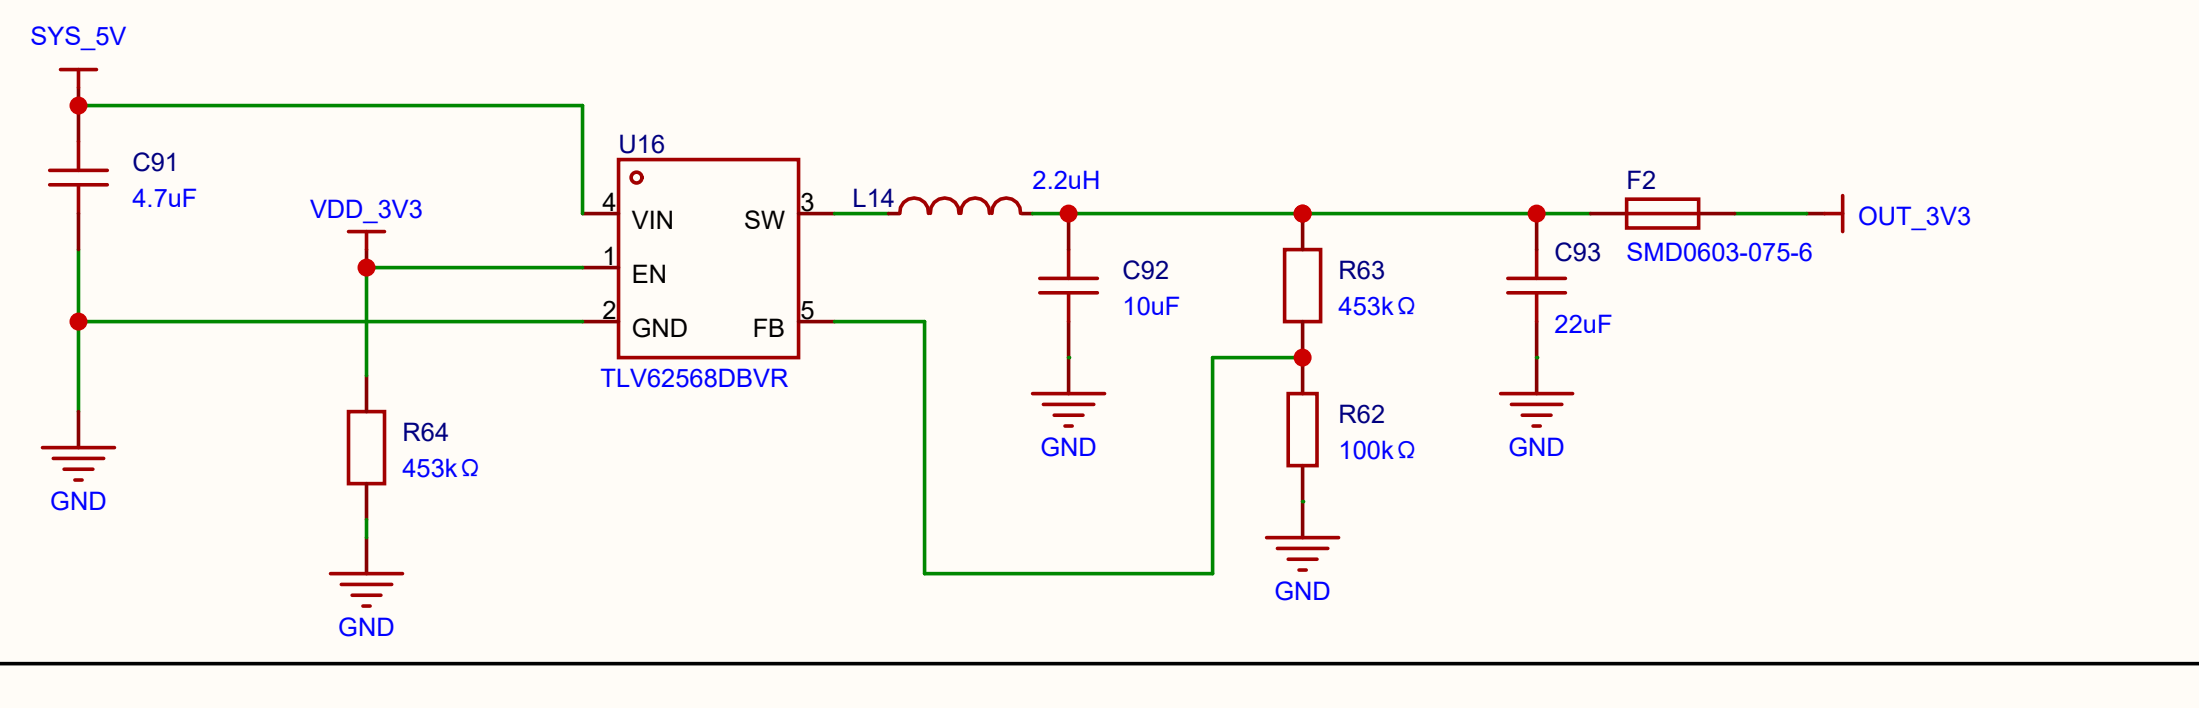 SYS_5V
C91
4.7uF
GND
VDD_3V3
R64
453kΩ
GND
U16
4
VIN
1
EN
2
GND
SW
3
FB
5
TLV62568DBVR
L14
2.2uH
C92
10uF
GND
R63
453kΩ
R62
100kΩ
GND
C93
22uF
GND
F2
SMD0603-075-6
OUT_3V3